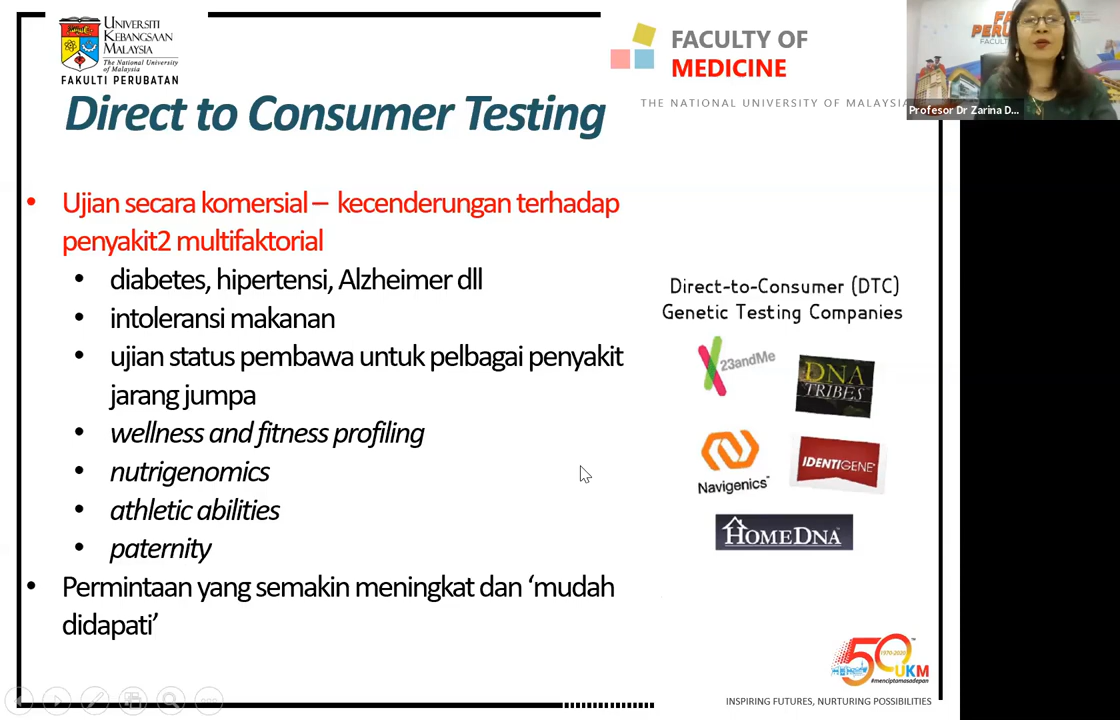 UNIVERSITI
KEBANGSAAN
MALAYSIA
The National University
of Malaysia
FAKULTI PERUBATAN
FACULTY OF
MEDICINE
THE NATIONAL UNIVERSITY OF MALAYSIA
Profesor Dr Zarina D...
Direct to Consumer Testing
• Ujian secara komersial – kecenderungan terhadap
penyakit2 multifaktorial
• diabetes, hipertensi, Alzheimer dll
• intoleransi makanan
• ujian status pembawa untuk pelbagai penyakit
jarang jumpa
• wellness and fitness profiling
• nutrigenomics
• athletic abilities
• paternity
• Permintaan yang semakin meningkat dan ‘mudah
didapati’
Direct-to-Consumer (DTC)
Genetic Testing Companies
23andMe
DNA
TRIBES
Navigenics
IDENTIGENE
HOMEDNA
50
1970-2020
UKM
#menciptamasadepan
INSPIRING FUTURES, NURTURING POSSIBILITIES